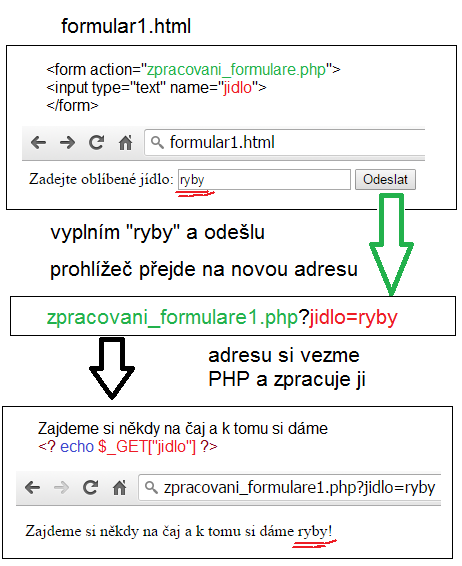 formular1.html
<form action="zpracovani_formulare.php">
<input type="text" name="jidlo">
</form>
formular1.html
Zadejte oblíbené jídlo: ryby Odeslat
vyplním "ryby" a odešlu
prohlížeč přejde na novou adresu
zpracovani_formulare1.php?jidlo=ryby
adresu si vezme
PHP a zpracuje ji
Zajdeme si někdy na čaj a k tomu si dáme
<? echo $_GET["jidlo"] ?>
zpracovani_formulare1.php?jidlo=ryby
Zajdeme si někdy na čaj a k tomu si dáme ryby!